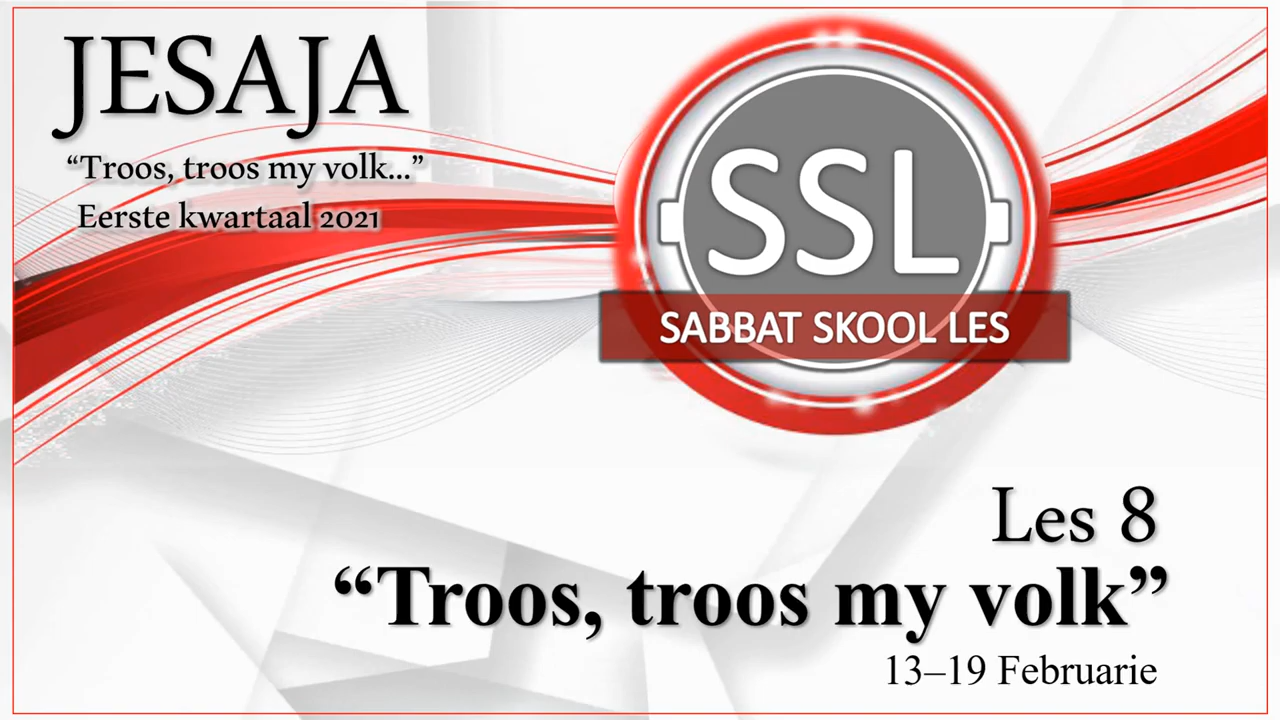 JESAJA
“Troos, troos my volk...”
Eerste kwartaal 2021
SSL
SABBAT SKOOL LES
Les 8
“Troos, troos my volk”
13–19 Februarie